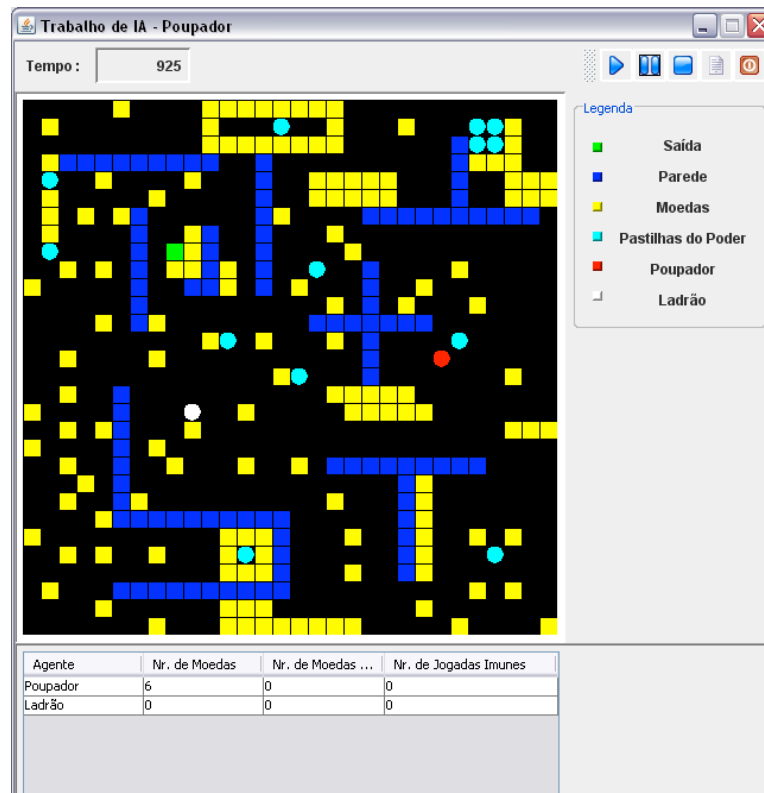 Trabalho de IA - Poupador
Tempo : 925
Legenda
Saída
Parede
Moedas
Pastilhas do Poder
Poupador
Ladrão
Agente Nr. de Moedas Nr. de Moedas ... Nr. de Jogadas Imunes
Poupador 6 0 0
Ladrão 0 0 0